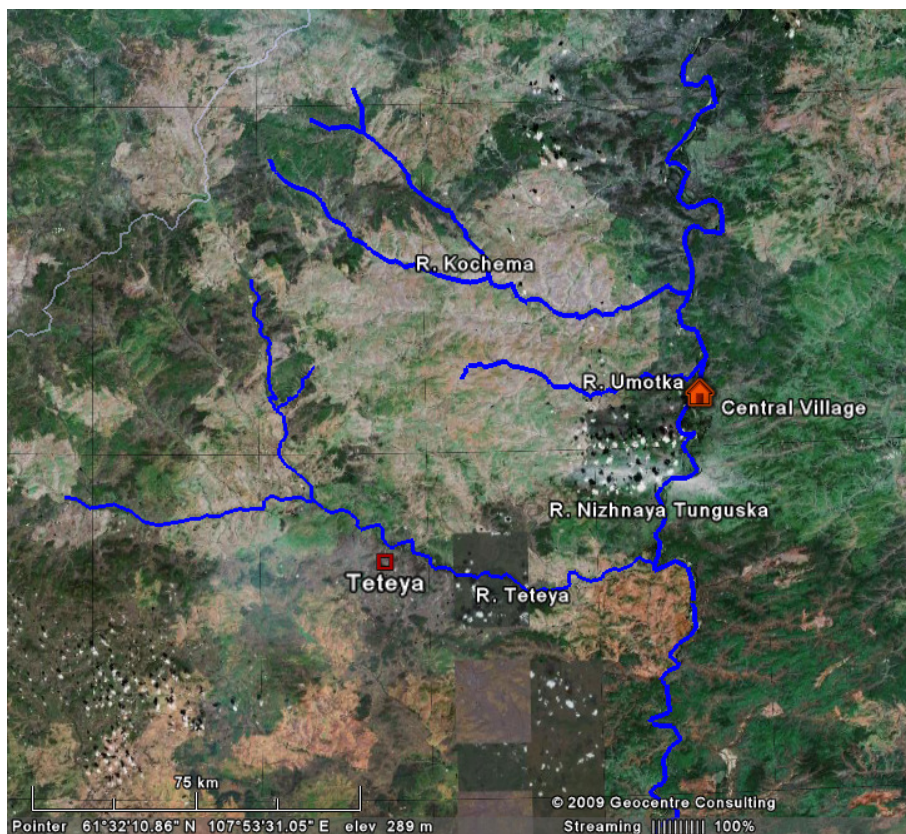 R. Kochema
R. Umotka
Central Village
R. Nizhnaya Tunguska
Teteya
R. Teteya
75 km
© 2009 Geocentre Consulting
Pointer 61°32'10.86" N 107°53'31.05" E elev 289 m Streaming |||||||||| 100%